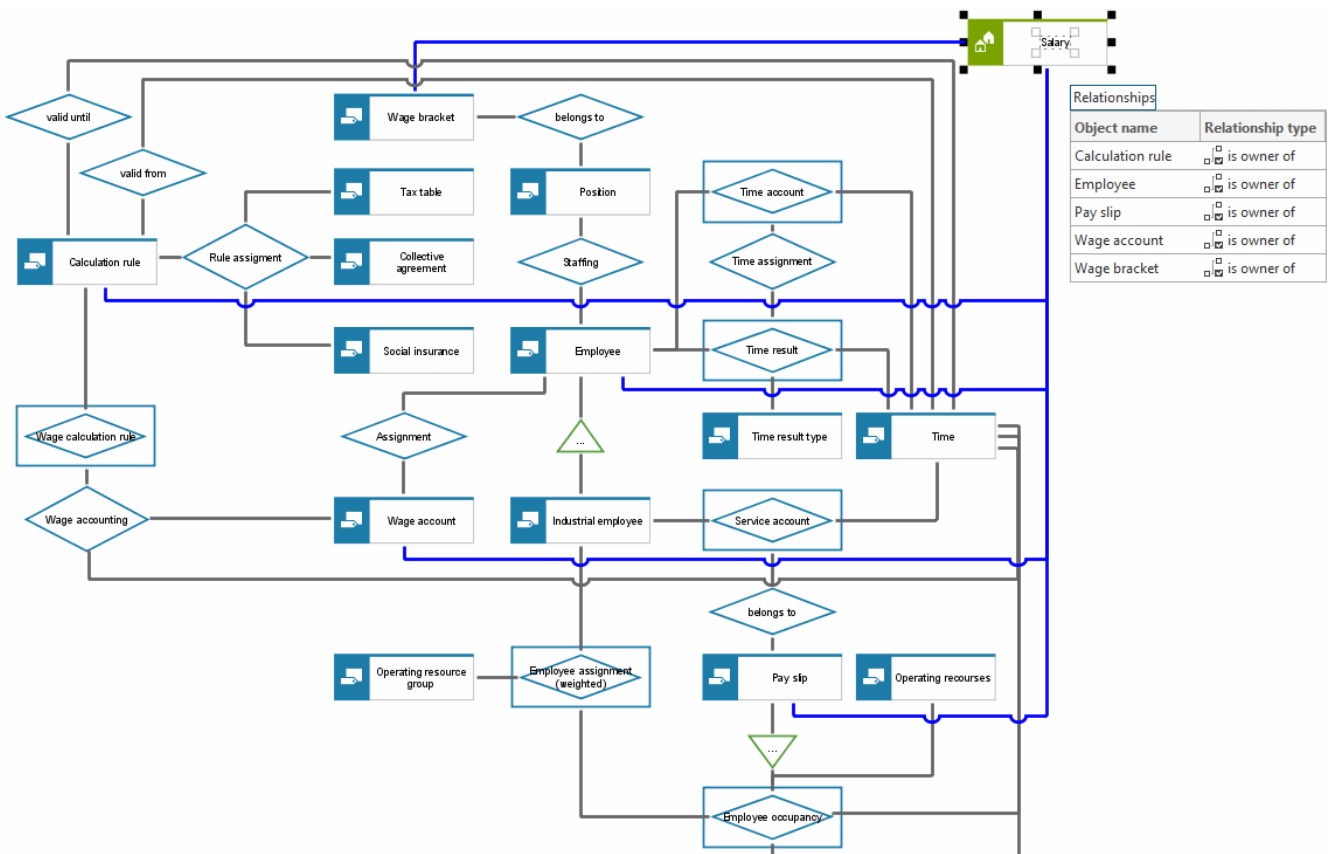 Salary
Relationships
Object name Relationship type
Calculation rule is owner of
Employee is owner of
Pay slip is owner of
Wage account is owner of
Wage bracket is owner of
valid until
Wage bracket
belongs to
valid from
Tax table
Position
Time account
Calculation rule
Rule assigment
Collective
agreement
Staffing
Time assignment
Social insurance
Employee
Time result
Wage calculation rule
Assignment
...
Time result type
Time
Wage accounting
Wage account
Industrial employee
Service account
belongs to
Operating resource
group
Employee assignment
(weighted)
Pay slip
Operating recourses
...
Employee occupancy